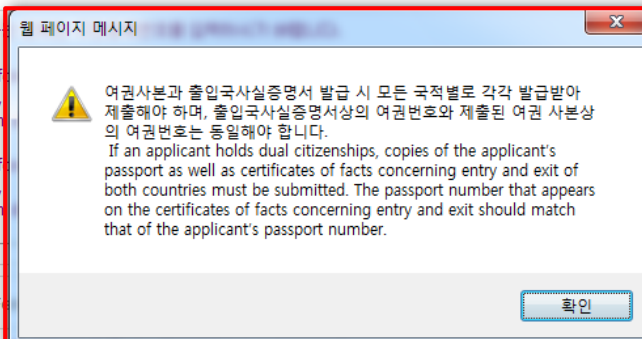 웹 페이지 메시지
여권사본과 출입국사실증명서 발급 시 모든 국적별로 각각 발급받아
제출해야 하며, 출입국사실증명서상의 여권번호와 제출된 여권 사본상
의 여권번호는 동일해야 합니다.
If an applicant holds dual citizenships, copies of the applicant's
passport as well as certificates of facts concerning entry and exit of
both countries must be submitted. The passport number that appears
on the certificates of facts concerning entry and exit should match
that of the applicant's passport number.
확인